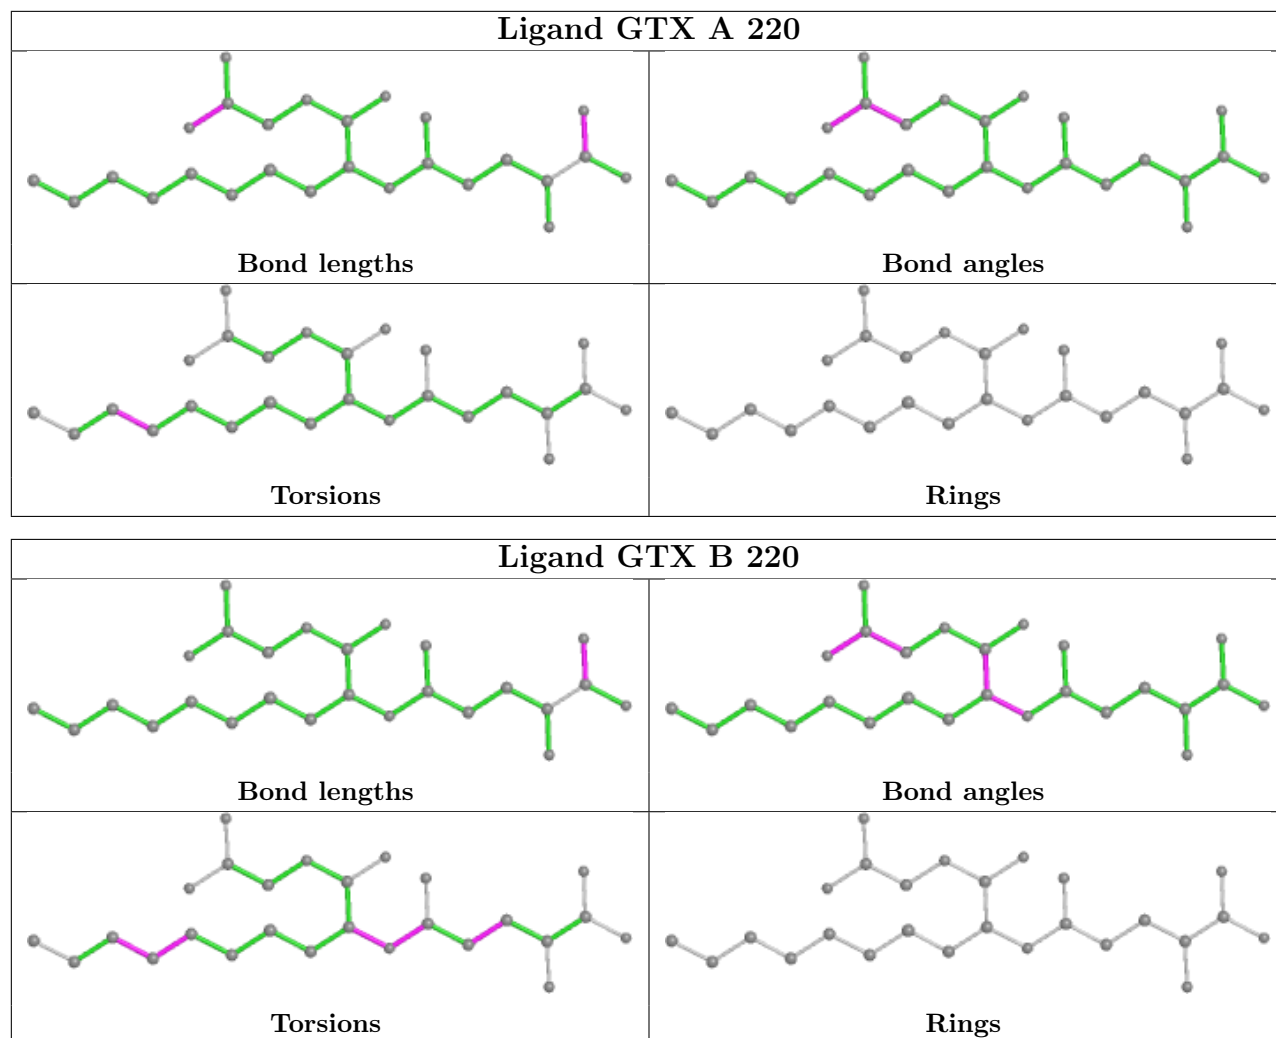 Ligand GTX A 220
Bond lengths
Bond angles
Torsions
Rings
Ligand GTX B 220
Bond lengths
Bond angles
Torsions
Rings